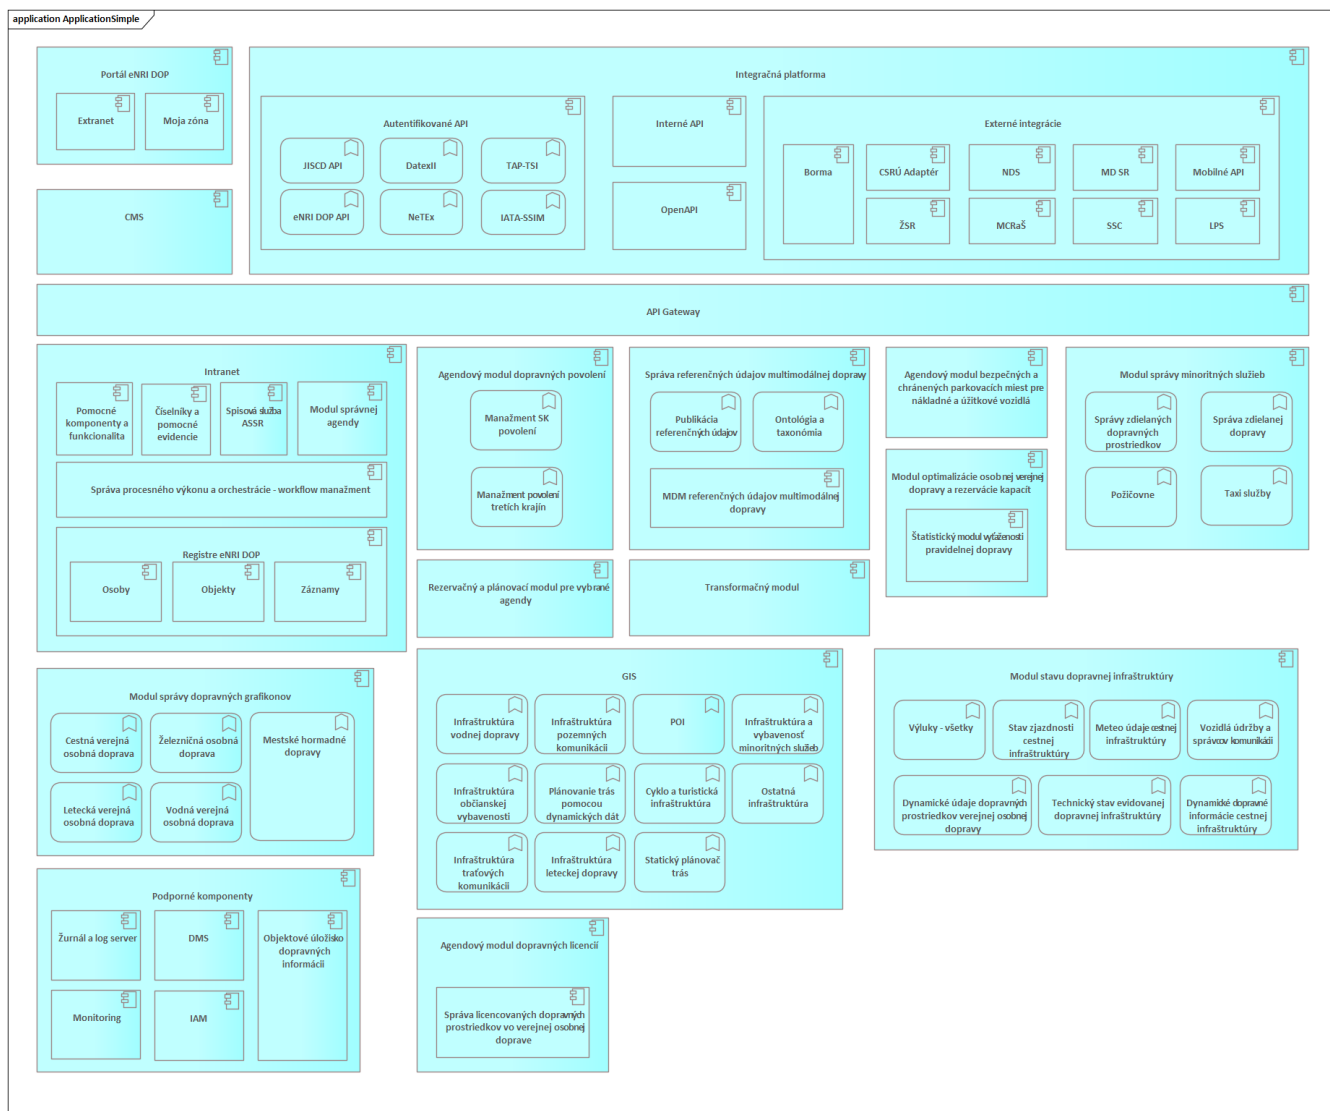 application ApplicationSimple
Portál eNRI DOP
Extranet
Moja zóna
CMS
Integračná platforma
Autentifikované API
JISCD API
DatexII
TAP-TSI
eNRI DOP API
NeTEx
IATA-SSIM
Interné API
OpenAPI
Externé integrácie
Borma
CSRÚ Adaptér
NDS
MD SR
Mobilné API
ŽSR
MCRaŠ
SSC
LPS
API Gateway
Intranet
Pomocné
komponenty a
funkcionalita
Číselníky a
pomocné
evidencie
Spisová služba
ASSR
Modul správnej
agendy
Správa procesného výkonu a orchestrácie - workflow manažment
Registre eNRI DOP
Osoby
Objekty
Záznamy
Agendový modul dopravných povolení
Manažment SK
povolení
Manažment povolení
tretích krajín
Správa referenčných údajov multimodálnej dopravy
Publikácia
referenčných údajov
Ontológia a
taxonómia
MDM referenčných údajov multimodálnej
dopravy
Agendový modul bezpečných a
chránených parkovacích miest pre
nákladné a úžitkové vozidlá
Modul optimalizácie osobnej verejnej
dopravy a rezervácie kapacít
Štatistický modul vyťaženosti
pravidelnej dopravy
Modul správy minoritných služieb
Správy zdielaných
dopravných
prostriedkov
Správa zdielanej
dopravy
Požičovne
Taxi služby
Rezervačný a plánovací modul pre vybrané
agendy
Transformačný modul
Modul správy dopravných grafikonov
Cestná verejná
osobná doprava
Železničná osobná
doprava
Mestské hormadné
dopravy
Letecká verejná
osobná doprava
Vodná verejná
osobná doprava
GIS
Infraštruktúra
vodnej dopravy
Infraštruktúra
pozemných
komunikácii
POI
Infraštruktúra a
vybavenosť
minoritných služieb
Infraštruktúra
občianskej
vybavenosti
Plánovanie trás
pomocou
dynamických dát
Cyklo a turistická
infraštruktúra
Ostatná
infraštruktúra
Infraštruktúra
traťových
komunikácii
Infraštruktúra
leteckej dopravy
Statický plánovač
trás
Modul stavu dopravnej infraštruktúry
Výluky - všetky
Stav zjazdnosti
cestnej
infraštruktúry
Meteo údaje cestnej
infraštruktúry
Vozidlá údržby a
správcov komunikácii
Dynamické údaje dopravných
prostriedkov verejnej osobnej
dopravy
Technický stav evidovanej
dopravnej infraštruktúry
Dynamické dopravné
informácie cestnej
infraštruktúry
Podporné komponenty
Žurnál a log server
DMS
Objektové úložisko
dopravných
informácii
Monitoring
IAM
Agendový modul dopravných licencií
Správa licencovaných dopravných
prostriedkov vo verejnej osobnej
doprave